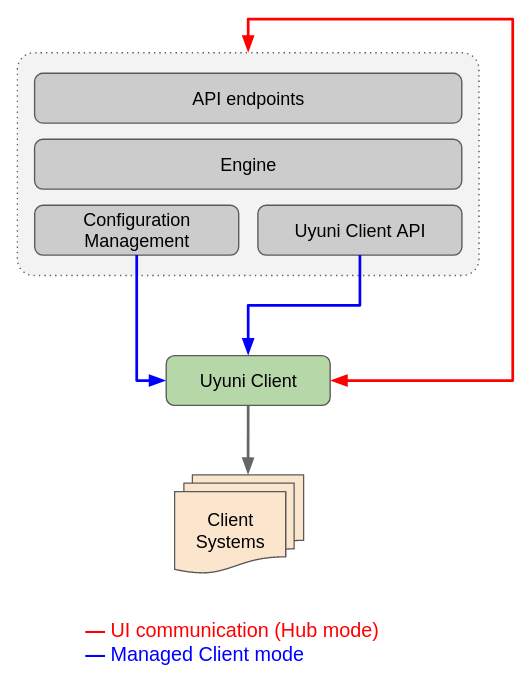 API endpoints
Engine
Configuration
Management
Uyuni Client API
Uyuni Client
Client
Systems
— UI communication (Hub mode)
— Managed Client mode